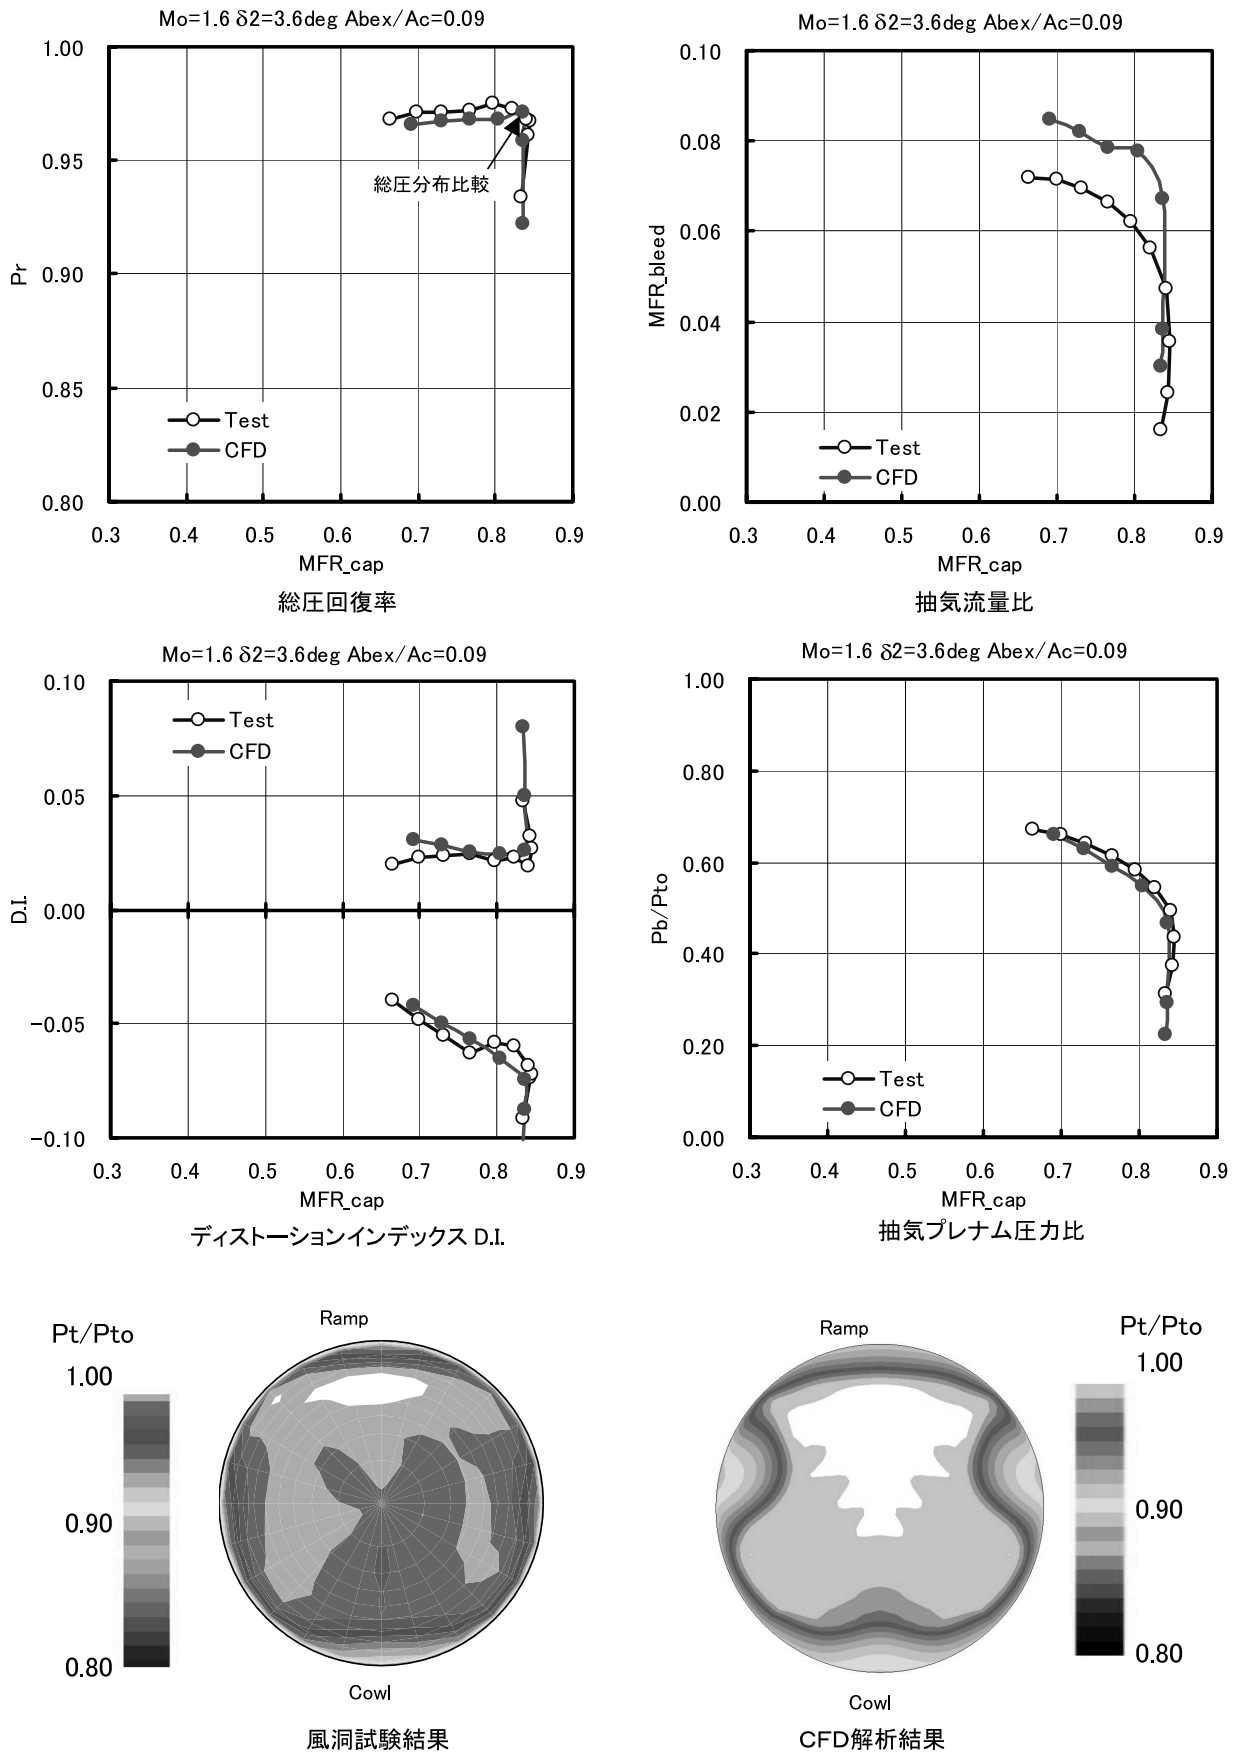 Mo=1.6 δ2=3.6deg Abex/Ac=0.09
1.00
0.95
0.90
0.85
0.80
Pr
総圧分布比較
Test
CFD
0.3 0.4 0.5 0.6 0.7 0.8 0.9
MFR_cap
総圧回復率
Mo=1.6 δ2=3.6deg Abex/Ac=0.09
0.10
0.08
0.06
0.04
0.02
0.00
MFR_bleed
Test
CFD
0.3 0.4 0.5 0.6 0.7 0.8 0.9
MFR_cap
抽気流量比
Mo=1.6 δ2=3.6deg Abex/Ac=0.09
0.10
0.05
0.00
-0.05
-0.10
D.I.
Test
CFD
0.3 0.4 0.5 0.6 0.7 0.8 0.9
MFR_cap
ディストーションインデックス D.I.
Mo=1.6 δ2=3.6deg Abex/Ac=0.09
1.00
0.80
0.60
0.40
0.20
0.00
Pb/Pto
Test
CFD
0.3 0.4 0.5 0.6 0.7 0.8 0.9
MFR_cap
抽気プレナム圧力比
Pt/Pto
1.00
0.90
0.80
Ramp
Cowl
風洞試験結果
Ramp
Cowl
Pt/Pto
1.00
0.90
0.80
CFD解析結果